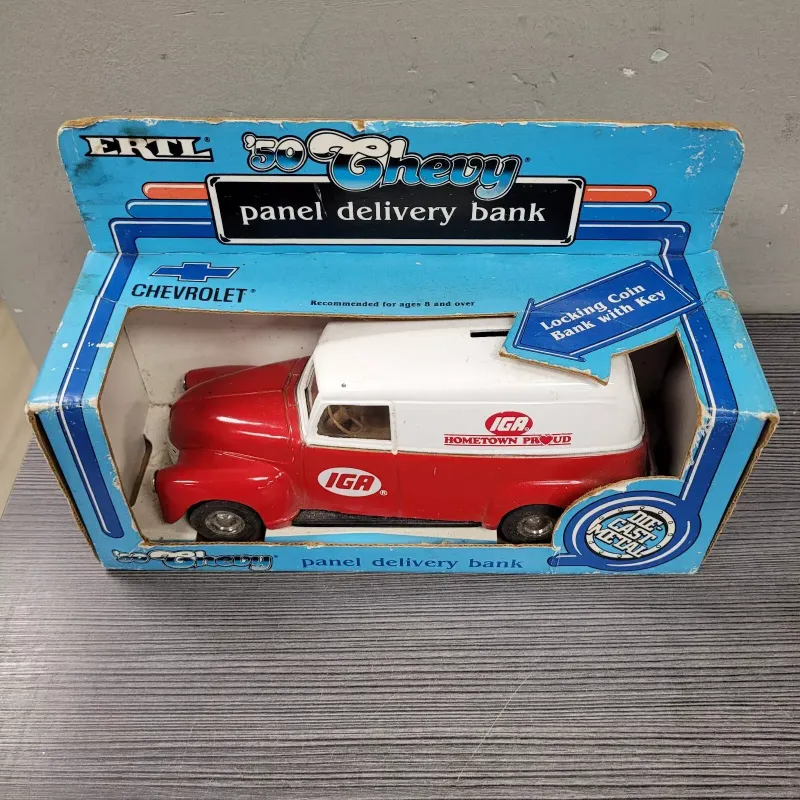 ERTL®
'50 Chevy®
panel delivery bank
CHEVROLET®
Recommended for ages 8 and over
Locking Coin
Bank with Key
IGA®
HOMETOWN PROUD
IGA®
DIE-
CAST
METAL
'50 Chevy®
panel delivery bank